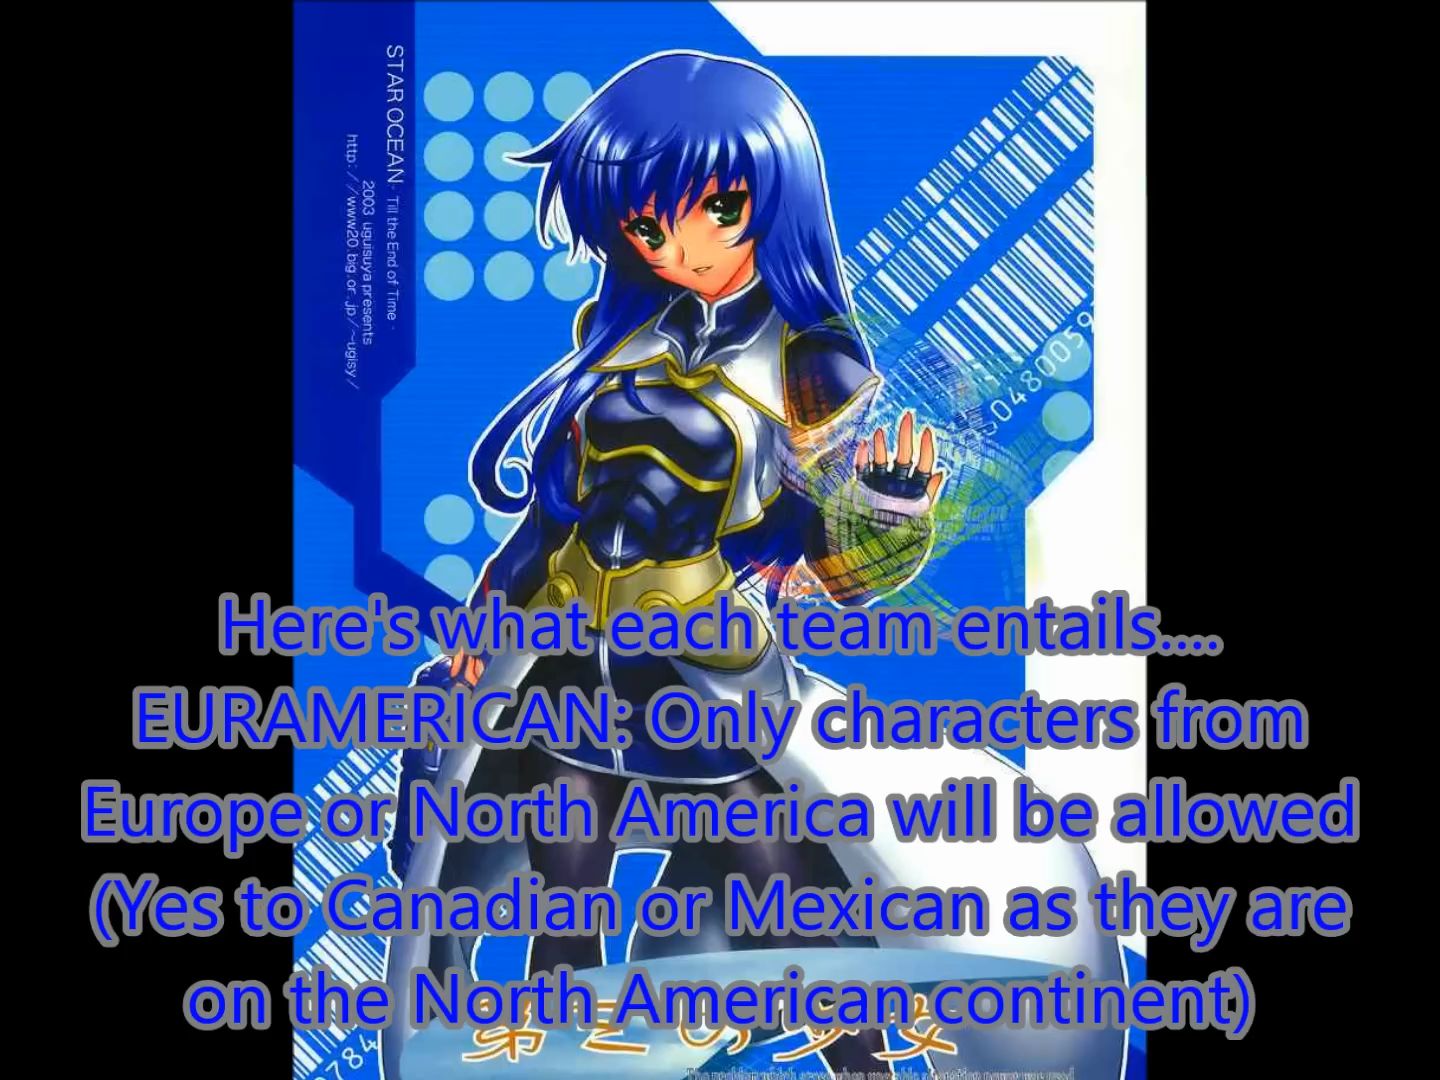 STAR OCEAN - Till the End of Time -
2003 uguisuya presents
http://www20.big.or.jp/~ugisy/
Here's what each team entails....
EURAMERICAN: Only characters from
Europe or North America will be allowed
(Yes to Canadian or Mexican as they are
on the North American continent)